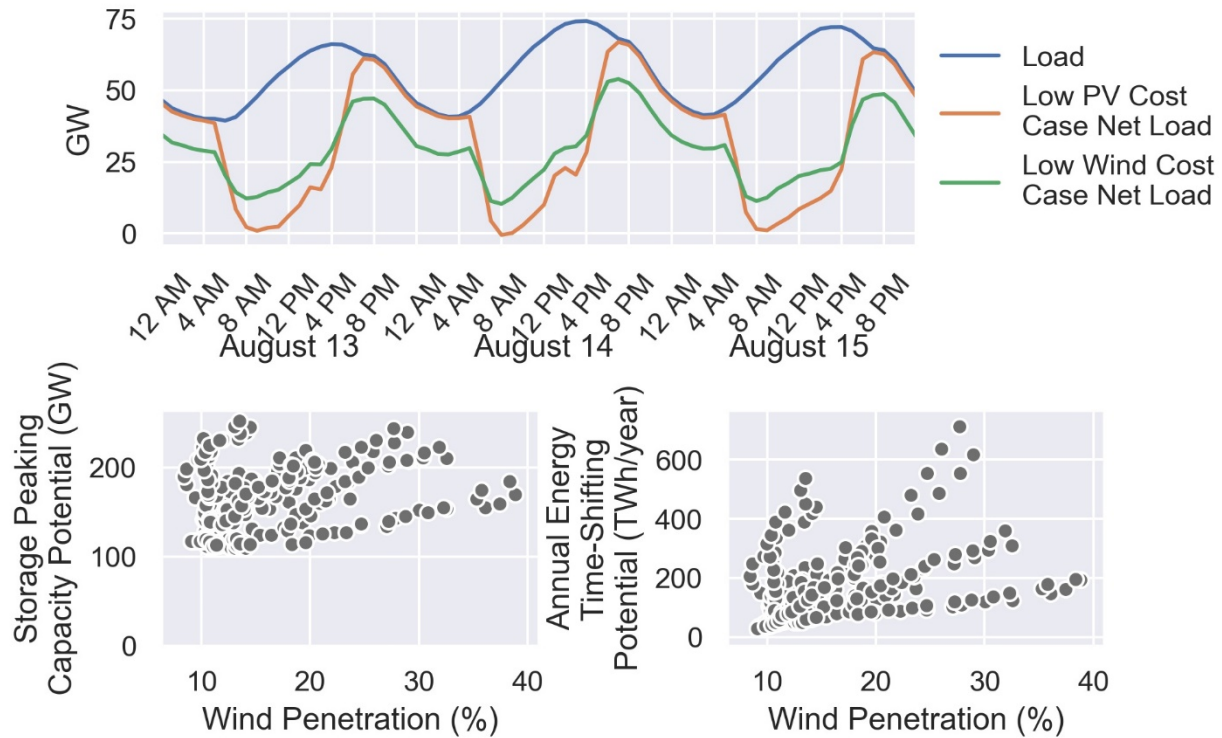 75
50
25
0
GW
Load
Low PV Cost
Case Net Load
Low Wind Cost
Case Net Load
12 AM
4 AM
8 AM
12 PM
4 PM
8 PM
12 AM
4 AM
8 AM
12 PM
4 PM
8 PM
12 AM
4 AM
8 AM
12 PM
4 PM
8 PM
August 13
August 14
August 15
Storage Peaking
Capacity Potential (GW)
200
100
0
10
20
30
40
Wind Penetration (%)
Annual Energy
Time-Shifting
Potential (TWh/year)
600
400
200
0
10
20
30
40
Wind Penetration (%)